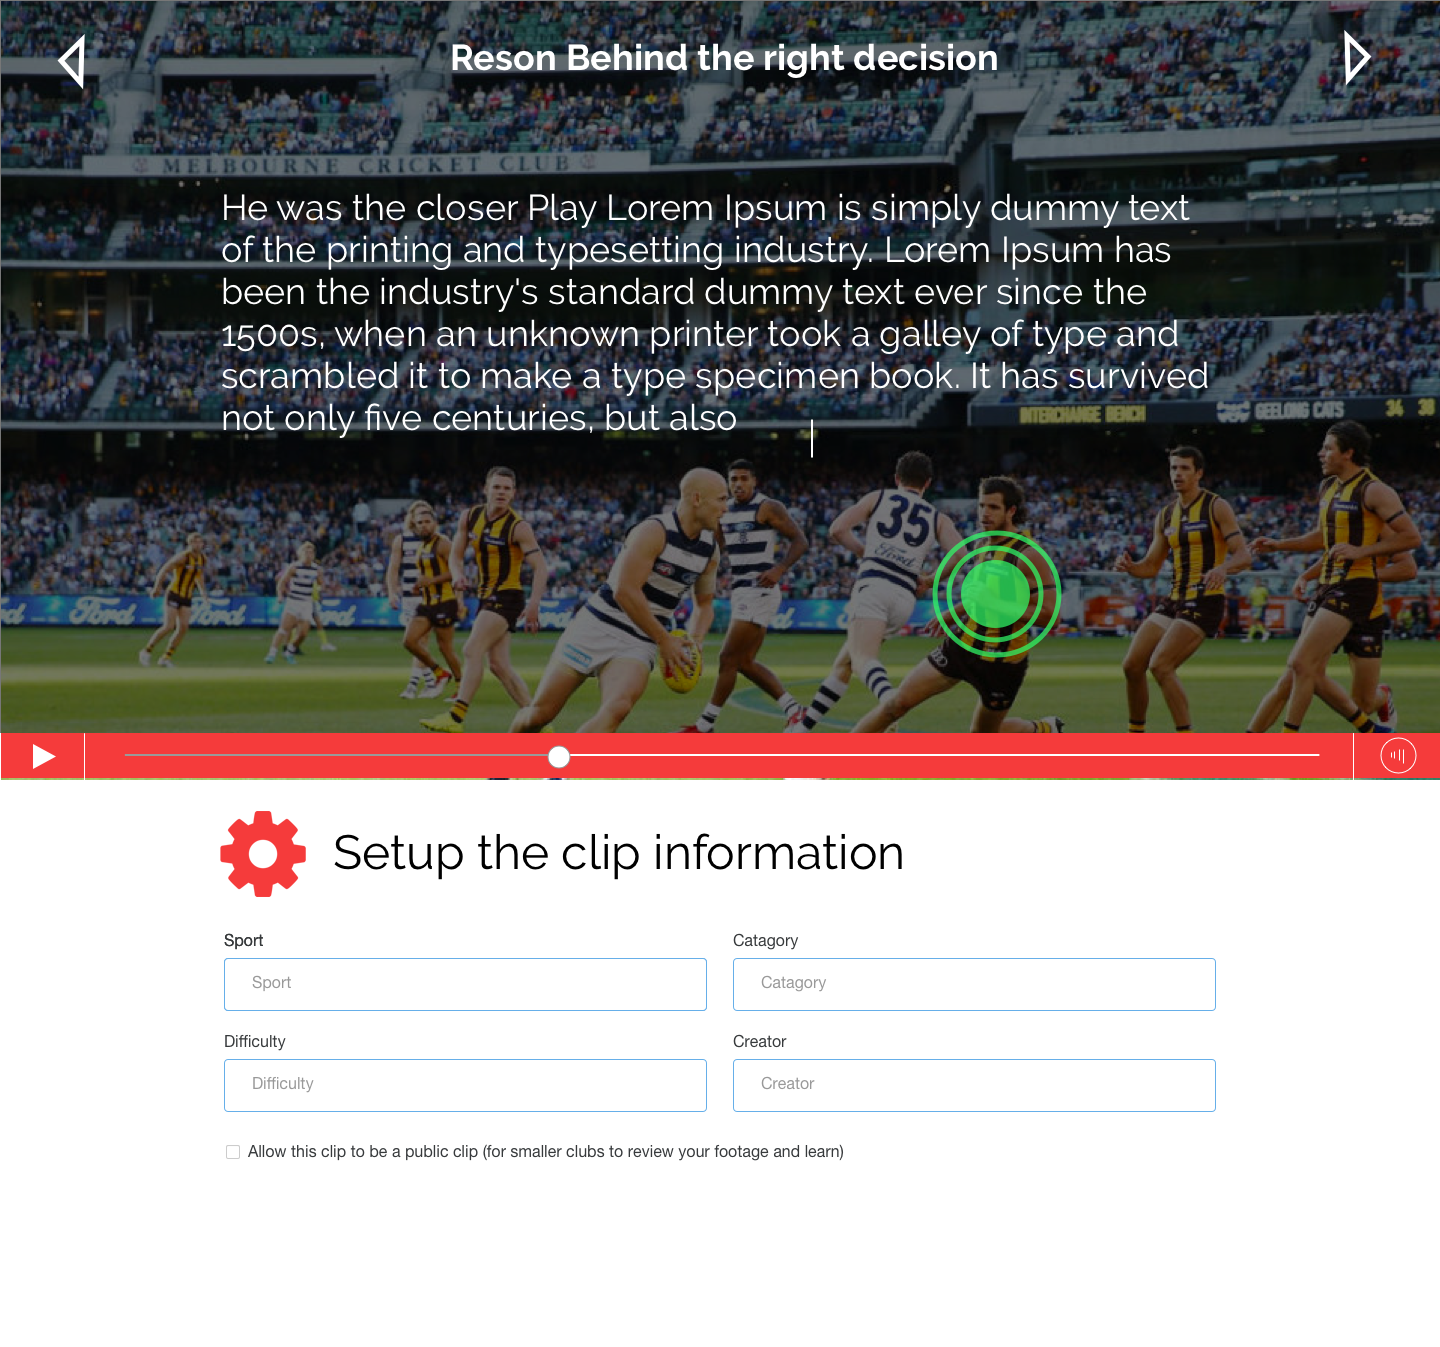 Reson Behind the right decision
MELBOURNE CRICKET CLUB
He was the closer Play Lorem Ipsum is simply dummy text
of the printing and typesetting industry. Lorem Ipsum has
been the industry's standard dummy text ever since the
1500s, when an unknown printer took a galley of type and
scrambled it to make a type specimen book. It has survived
not only five centuries, but also
INTERCHANGE BENCH GEELONG CATS 34
35
Ford
Ford Ford
Setup the clip information
Sport Catagory
Sport Catagory
Difficulty Creator
Difficulty Creator
Allow this clip to be a public clip (for smaller clubs to review your footage and learn)